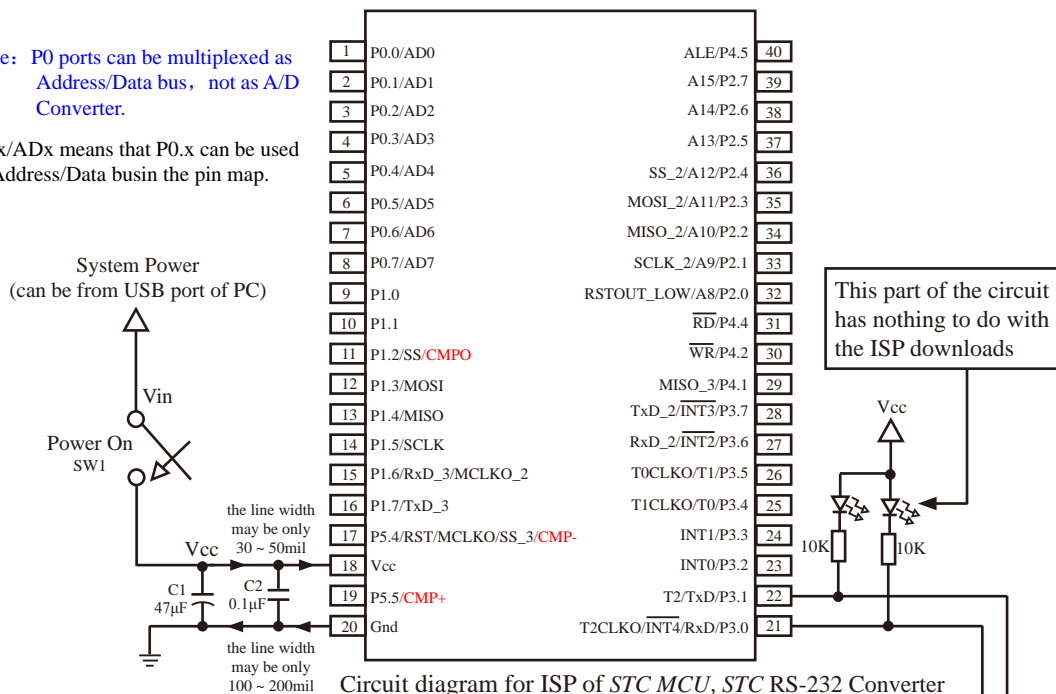 e：P0 ports can be multiplexed as
Address/Data bus，not as A/D
Converter.
x/ADx means that P0.x can be used
Address/Data busin the pin map.
System Power
(can be from USB port of PC)
Vin
Power On
SW1
Vcc
the line width
may be only
30 ~ 50mil
C1
47μF
C2
0.1μF
the line width
may be only
100 ~ 200mil
1 P0.0/AD0
2 P0.1/AD1
3 P0.2/AD2
4 P0.3/AD3
5 P0.4/AD4
6 P0.5/AD5
7 P0.6/AD6
8 P0.7/AD7
9 P1.0
10 P1.1
11 P1.2/SS/CMPO
12 P1.3/MOSI
13 P1.4/MISO
14 P1.5/SCLK
15 P1.6/RxD_3/MCLKO_2
16 P1.7/TxD_3
17 P5.4/RST/MCLKO/SS_3/CMP-
18 Vcc
19 P5.5/CMP+
20 Gnd
ALE/P4.5 40
A15/P2.7 39
A14/P2.6 38
A13/P2.5 37
SS_2/A12/P2.4 36
MOSI_2/A11/P2.3 35
MISO_2/A10/P2.2 34
SCLK_2/A9/P2.1 33
RSTOUT_LOW/A8/P2.0 32
RD/P4.4 31
WR/P4.2 30
MISO_3/P4.1 29
TxD_2/INT3/P3.7 28
RxD_2/INT2/P3.6 27
T0CLKO/T1/P3.5 26
T1CLKO/T0/P3.4 25
INT1/P3.3 24
INT0/P3.2 23
T2/TxD/P3.1 22
T2CLKO/INT4/RxD/P3.0 21
This part of the circuit
has nothing to do with
the ISP downloads
Vcc
10K
10K
Circuit diagram for ISP of STC MCU, STC RS-232 Converter